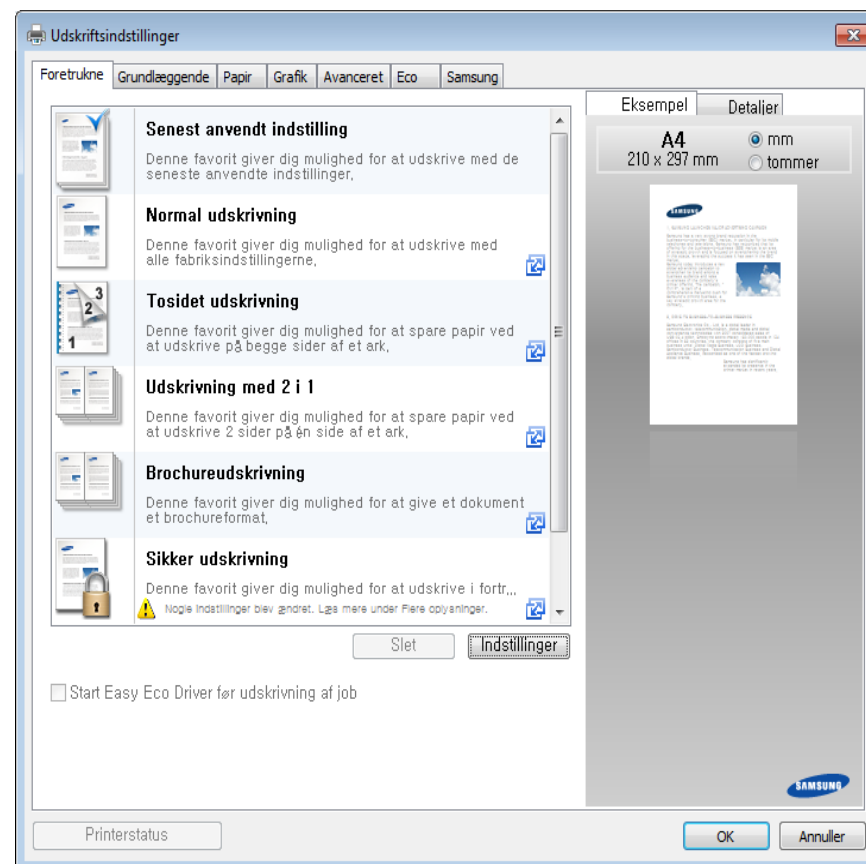 Udskriftsindstillinger
Foretrukne Grundlæggende Papir Grafik Avanceret Eco Samsung
Senest anvendt indstilling
Denne favorit giver dig mulighed for at udskrive med de
seneste anvendte indstillinger,
Normal udskrivning
Denne favorit giver dig mulighed for at udskrive med
alle fabriksindstillingerne,
Tosidet udskrivning
Denne favorit giver dig mulighed for at spare papir ved
at udskrive på begge sider af et ark,
Udskrivning med 2 i 1
Denne favorit giver dig mulighed for at spare papir ved
at udskrive 2 sider på én side af et ark,
Brochureudskrivning
Denne favorit giver dig mulighed for at give et dokument
et brochureformat,
Sikker udskrivning
Denne favorit giver dig mulighed for at udskrive i fortr,,,
Nogle indstillinger blev ændret. Læs mere under Flere oplysninger.
Slet Indstillinger
Start Easy Eco Driver før udskrivning af job
Eksempel Detaljer
A4 mm
210 x 297 mm tommer
SAMSUNG
SAMSUNG
Printerstatus OK Annuller